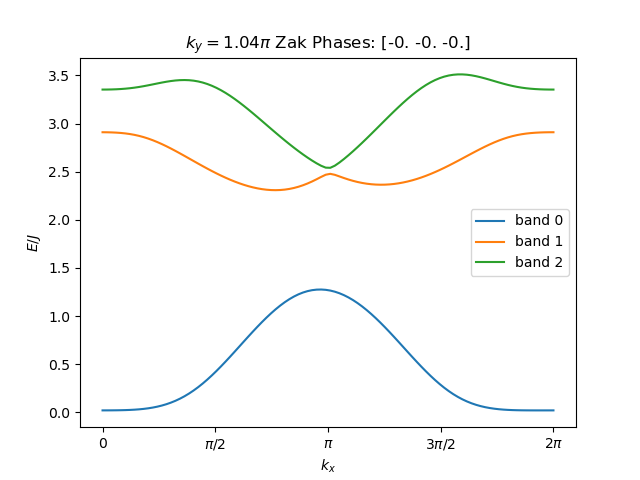 k_y = 1.04π Zak Phases: [-0. -0. -0.]
3.5
3.0
2.5
2.0
1.5
1.0
0.5
0.0
E/J
band 0
band 1
band 2
0
π/2
π
3π/2
2π
k_x